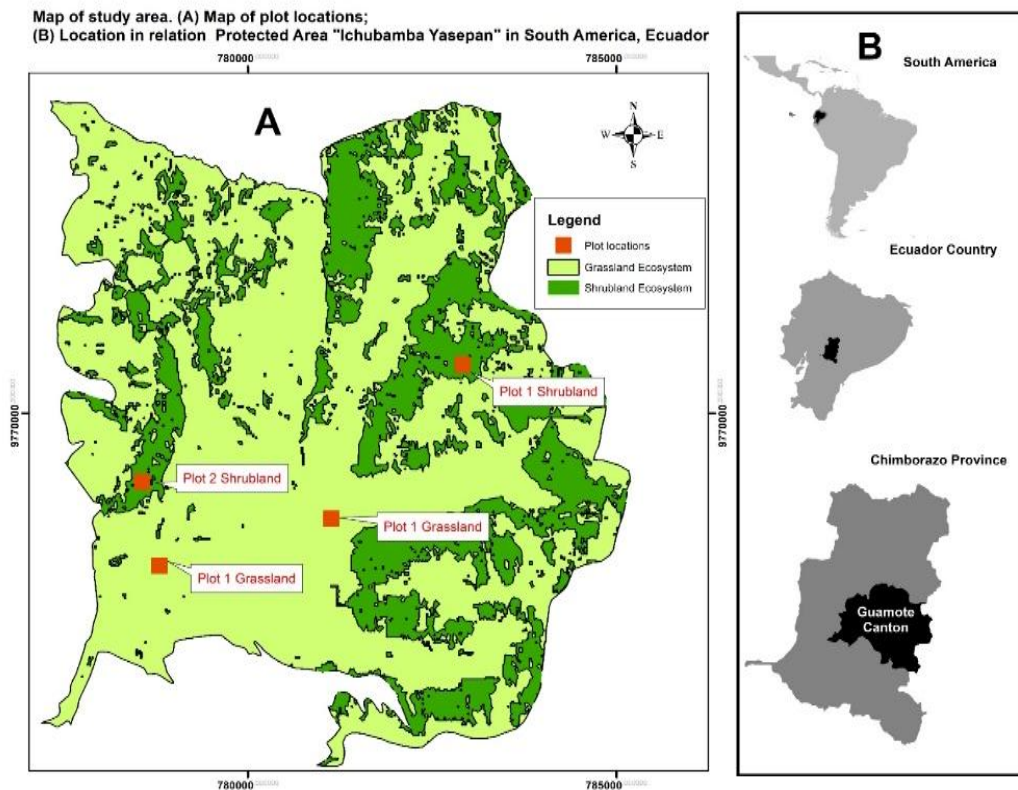 Map of study area. (A) Map of plot locations;
(B) Location in relation Protected Area "Ichubamba Yasepan" in South America, Ecuador
780000
785000
A
N
W
E
S
Legend
Plot locations
Grassland Ecosystem
Shrubland Ecosystem
Plot 1 Shrubland
9770000
9770000
Plot 2 Shrubland
Plot 1 Grassland
Plot 1 Grassland
780000
785000
B
South America
Ecuador Country
Chimborazo Province
Guamote
Canton